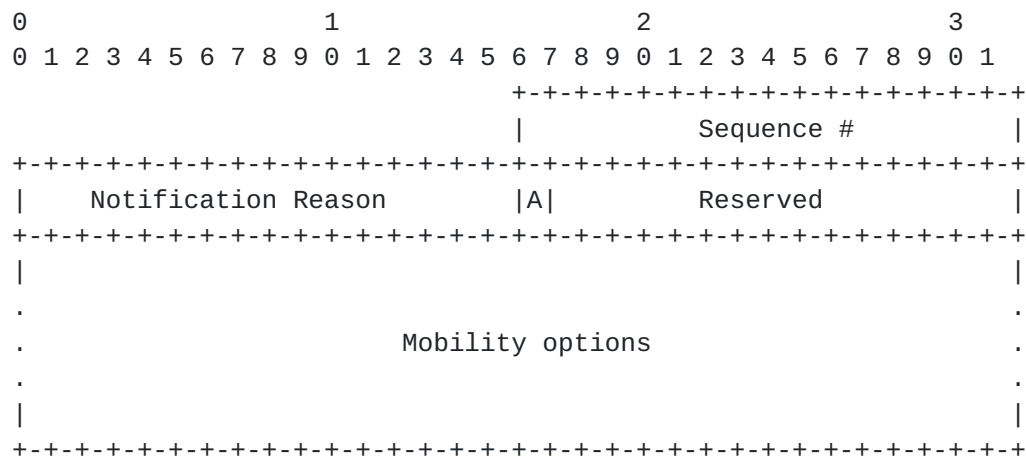 0                   1                   2                   3
0 1 2 3 4 5 6 7 8 9 0 1 2 3 4 5 6 7 8 9 0 1 2 3 4 5 6 7 8 9 0 1
                                +-+-+-+-+-+-+-+-+-+-+-+-+-+-+-+-+
                                |           Sequence #          |
+-+-+-+-+-+-+-+-+-+-+-+-+-+-+-+-+-+-+-+-+-+-+-+-+-+-+-+-+-+-+-+-+
|    Notification Reason        |A|         Reserved            |
+-+-+-+-+-+-+-+-+-+-+-+-+-+-+-+-+-+-+-+-+-+-+-+-+-+-+-+-+-+-+-+-+
|                                                               |
.                                                               .
.                        Mobility options                       .
.                                                               .
|                                                               |
+-+-+-+-+-+-+-+-+-+-+-+-+-+-+-+-+-+-+-+-+-+-+-+-+-+-+-+-+-+-+-+-+